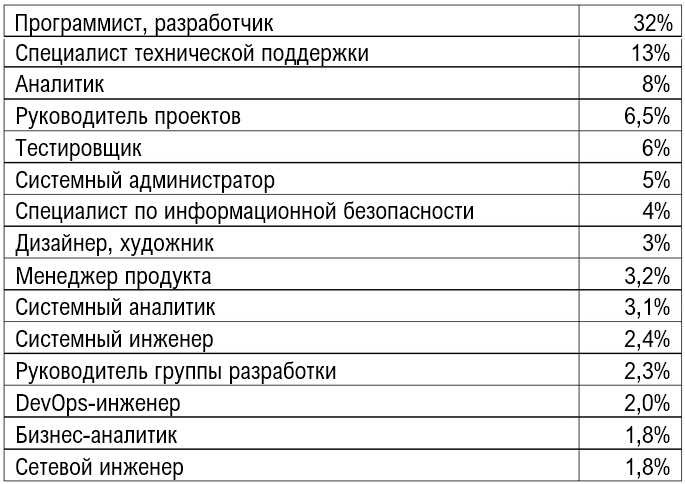 Программист, разработчик 32%
Специалист технической поддержки 13%
Аналитик 8%
Руководитель проектов 6,5%
Тестировщик 6%
Системный администратор 5%
Специалист по информационной безопасности 4%
Дизайнер, художник 3%
Менеджер продукта 3,2%
Системный аналитик 3,1%
Системный инженер 2,4%
Руководитель группы разработки 2,3%
DevOps-инженер 2,0%
Бизнес-аналитик 1,8%
Сетевой инженер 1,8%